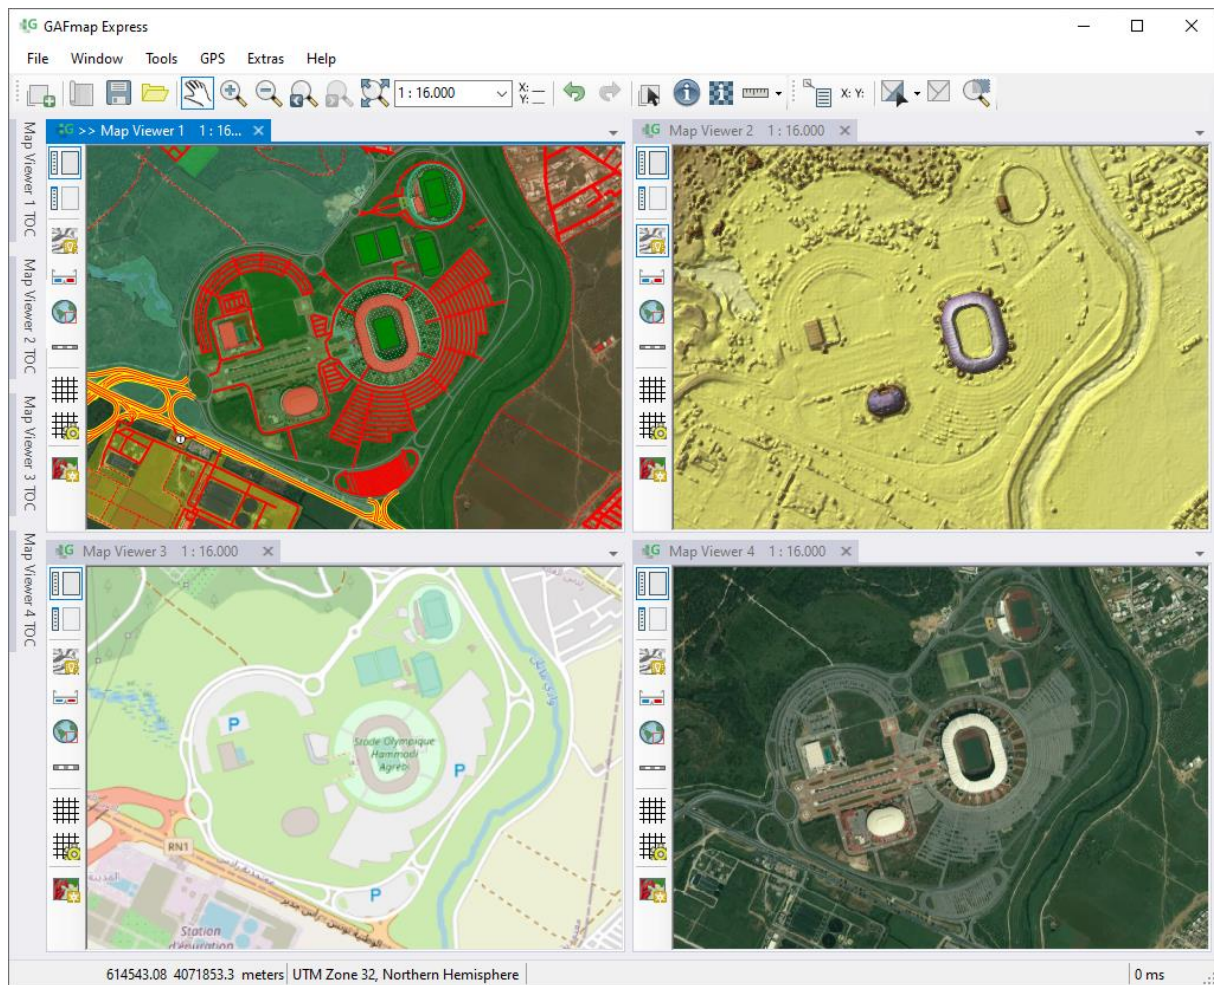 GAFmap Express
File Window Tools GPS Extras Help
1 : 16.000
X:
Y:
X: Y:
G >> Map Viewer 1 1 : 16...
G Map Viewer 2 1 : 16.000
Map Viewer 1 TOC
Map Viewer 2 TOC
Map Viewer 3 TOC
Map Viewer 4 TOC
G Map Viewer 3 1 : 16.000
G Map Viewer 4 1 : 16.000
P
Stade Olympique
Hammadi
Agrebi
P
وادي مليان
RN1
المدينة
P
Station
d'épuration
614543.08 4071853.3 meters UTM Zone 32, Northern Hemisphere 0 ms